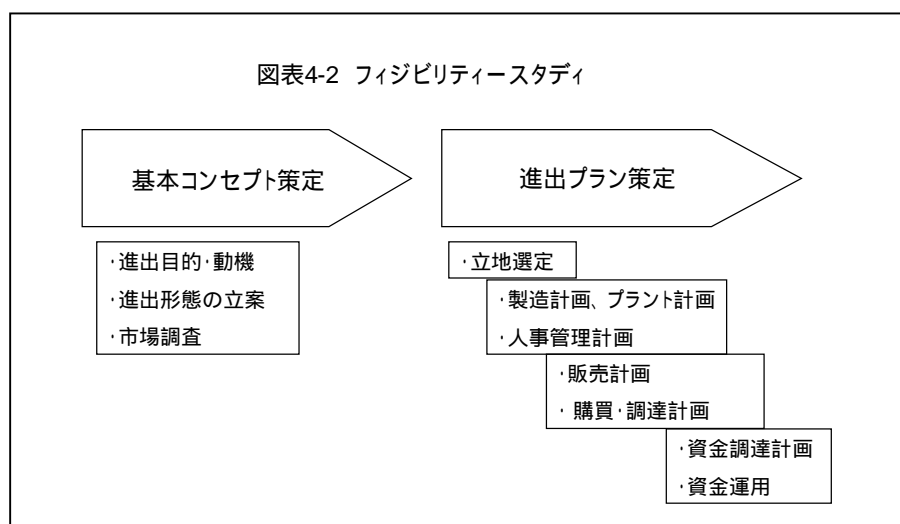 図表4-2 フィジビリティースタディ
基本コンセプト策定
進出プラン策定
･進出目的･動機
･進出形態の立案
･市場調査
･立地選定
･製造計画、プラント計画
･人事管理計画
･販売計画
･ 購買･調達計画
･資金調達計画
･資金運用